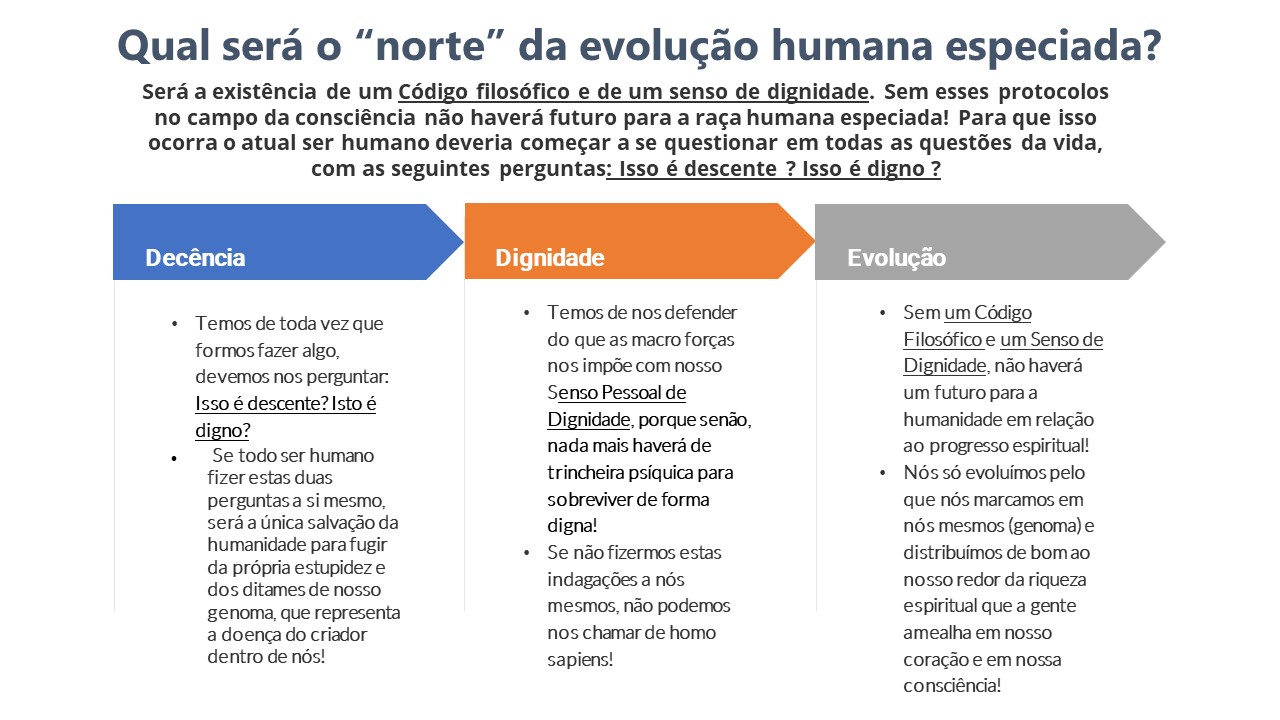 Qual será o “norte” da evolução humana especiada?
Será a existência de um Código filosófico e de um senso de dignidade. Sem esses protocolos
no campo da consciência não haverá futuro para a raça humana especiada! Para que isso
ocorra o atual ser humano deveria começar a se questionar em todas as questões da vida,
com as seguintes perguntas: Isso é descente ? Isso é digno ?
Decência
• Temos de toda vez que
formos fazer algo,
devemos nos perguntar:
Isso é descente? Isto é
digno?
• Se todo ser humano
fizer estas duas
perguntas a si mesmo,
será a única salvação da
humanidade para fugir
da própria estupidez e
dos ditames de nosso
genoma, que representa
a doença do criador
dentro de nós!
Dignidade
• Temos de nos defender
do que as macro forças
nos impõe com nosso
Senso Pessoal de
Dignidade, porque senão,
nada mais haverá de
trincheira psíquica para
sobreviver de forma
digna!
• Se não fizermos estas
indagações a nós
mesmos, não podemos
nos chamar de homo
sapiens!
Evolução
• Sem um Código
Filosófico e um Senso de
Dignidade, não haverá
um futuro para a
humanidade em relação
ao progresso espiritual!
• Nós só evoluímos pelo
que nós marcamos em
nós mesmos (genoma) e
distribuímos de bom ao
nosso redor da riqueza
espiritual que a gente
amealha em nosso
coração e em nossa
consciência!